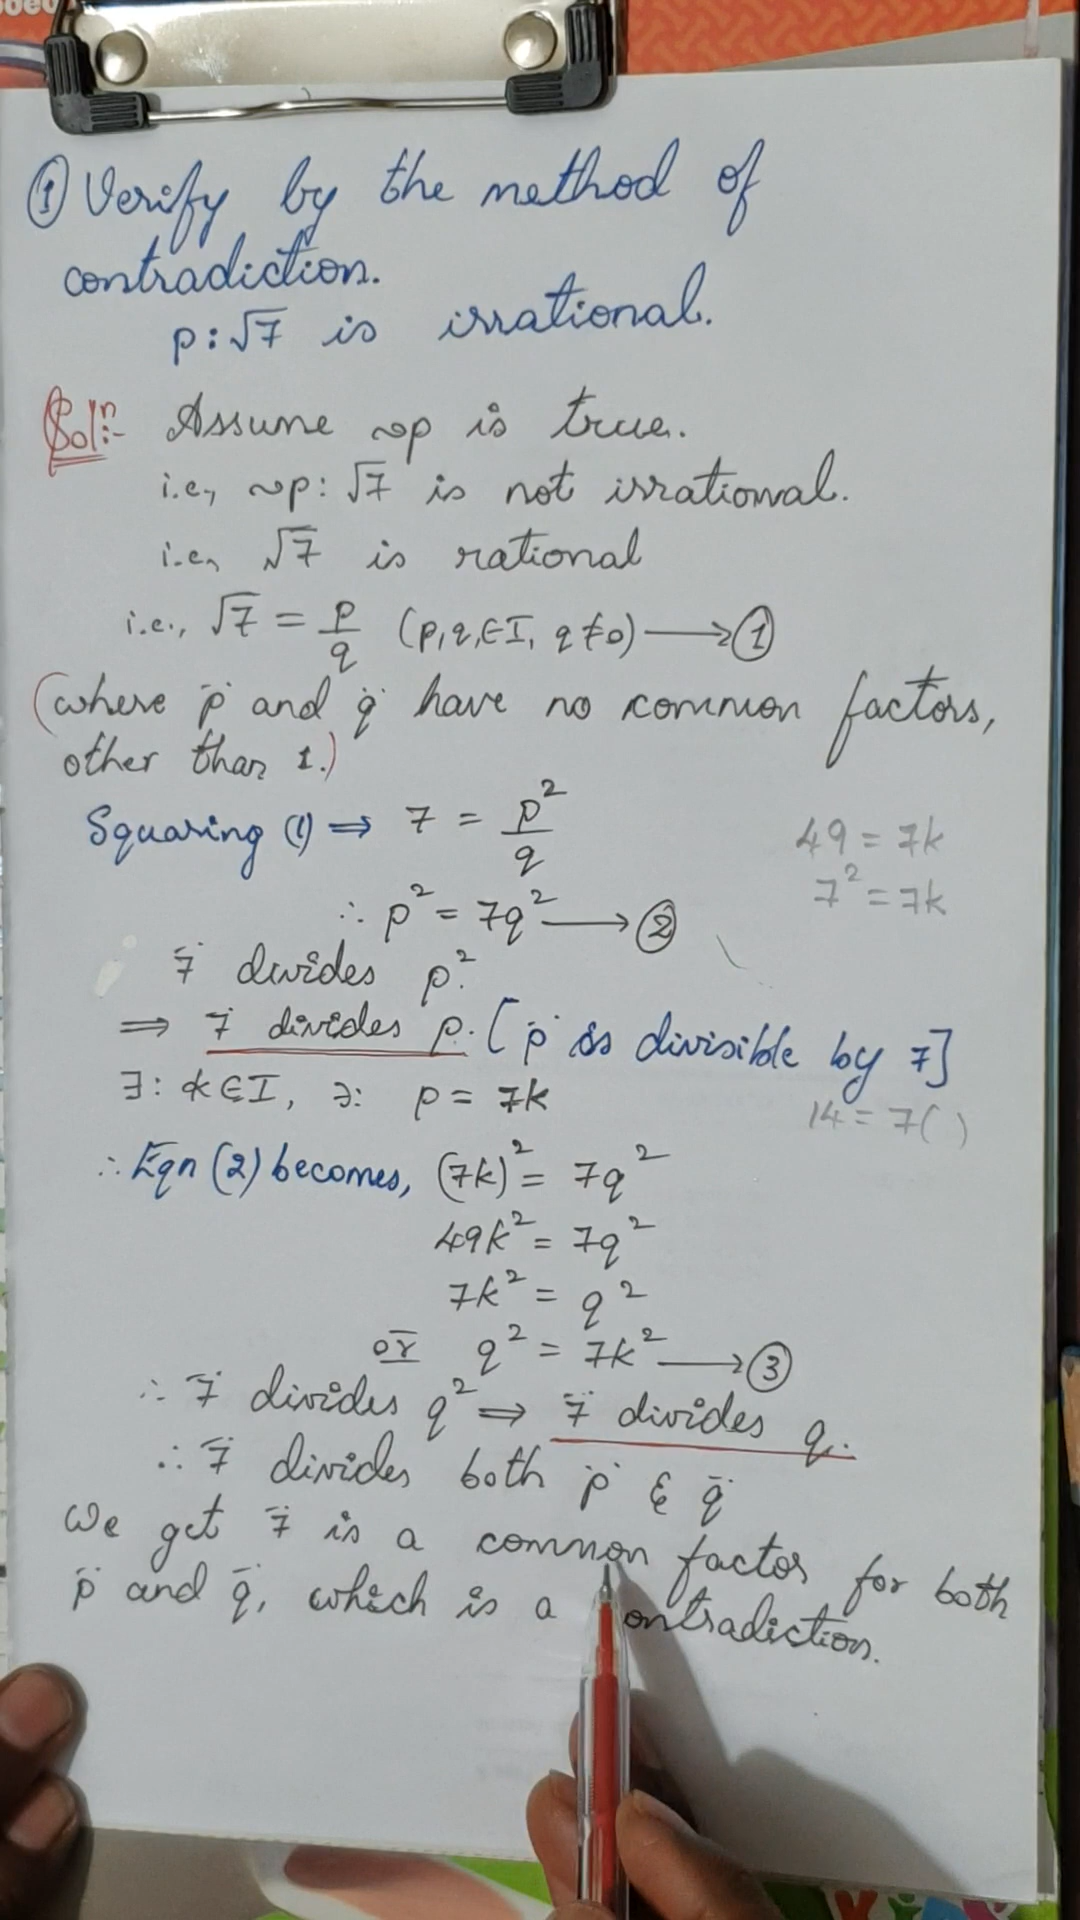 ① Verify by the method of
contradiction.
p: √7 is irrational.
Solⁿ:- Assume ~p is true.
i.e., ~p: √7 is not irrational.
i.e., √7 is rational
i.e., √7 = p/q (p,q,∈I, q≠0) ⟶ ①
(where 'p' and 'q' have no common factors,
other than 1.)
Squaring (1) ⇒ 7 = p²/q
49 = 7k
7² = 7k
∴ p² = 7q² ⟶ ②
'7' divides p².
⇒ '7' divides p. ['p' is divisible by 7]
∃: k∈I, ∋: p = 7k
14 = 7( )
∴ Eqn (2) becomes, (7k)² = 7q²
49k² = 7q²
7k² = q²
or q² = 7k² ⟶ ③
∴ '7' divides q² ⇒ '7' divides q.
∴ '7' divides both 'p' & 'q'
We get '7' is a common factor for both
'p' and 'q', which is a ontradiction.